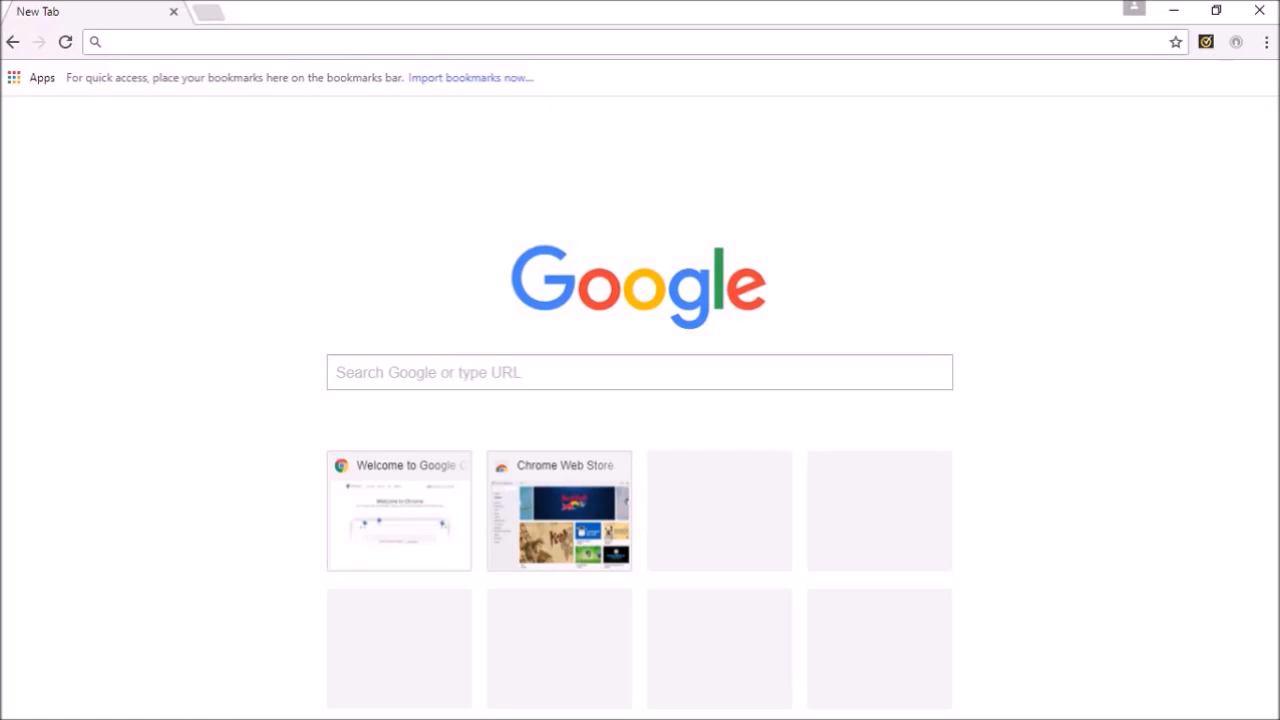 New Tab
Apps For quick access, place your bookmarks here on the bookmarks bar. Import bookmarks now...
Google
Search Google or type URL
Welcome to Google
Chrome Web Store
Welcome to Chrome